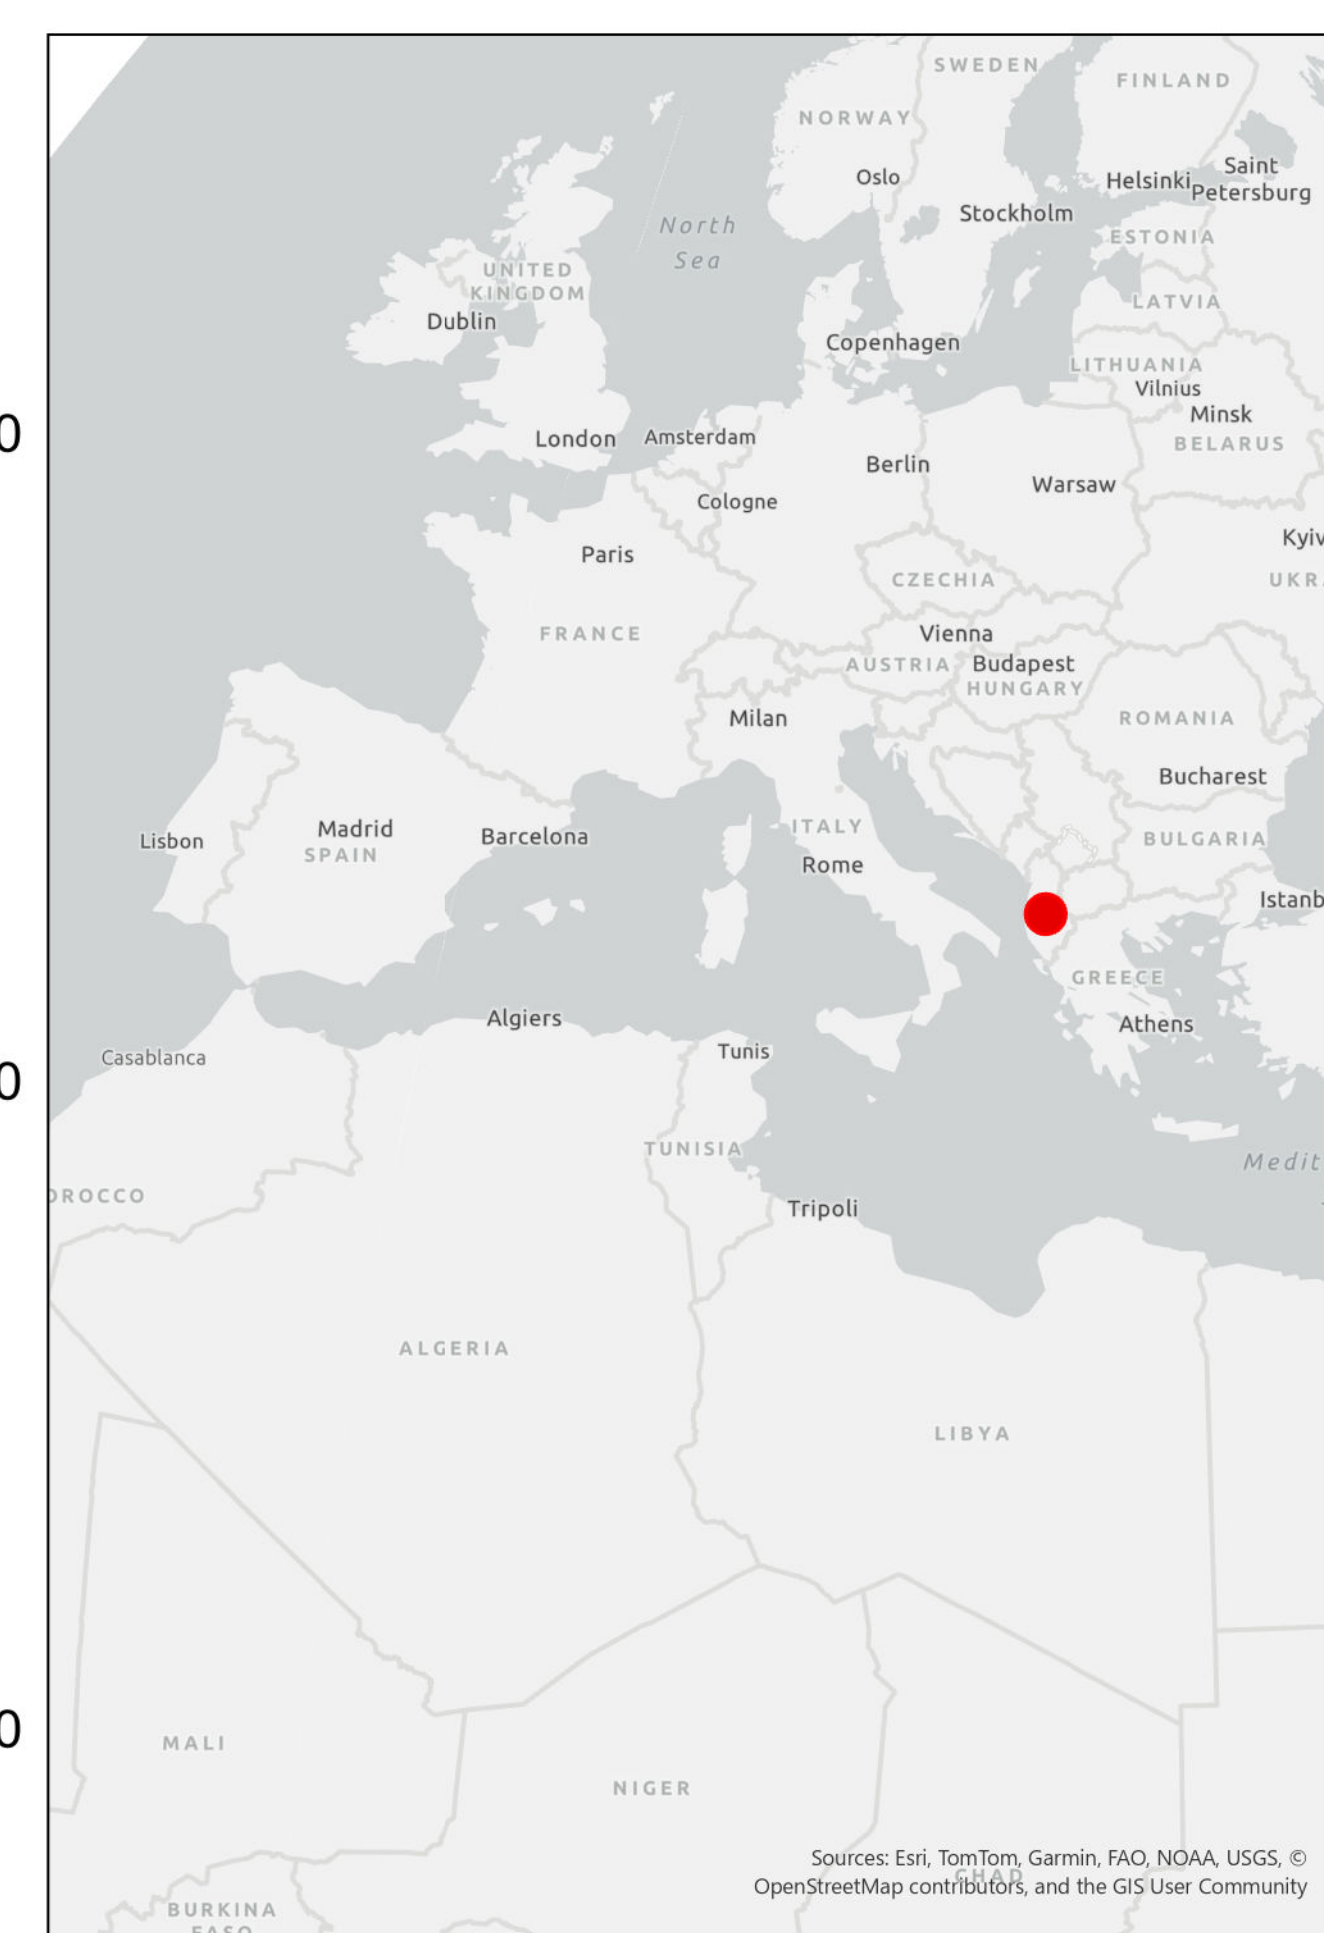 SWEDEN
FINLAND
NORWAY
Oslo
Helsinki
Saint
Petersburg
Stockholm
North
Sea
ESTONIA
UNITED
KINGDOM
LATVIA
Dublin
Copenhagen
LITHUANIA
Vilnius
Minsk
BELARUS
0
London
Amsterdam
Berlin
Warsaw
Cologne
Kyiv
Paris
CZECHIA
UKR
FRANCE
Vienna
AUSTRIA
Budapest
HUNGARY
Milan
ROMANIA
Bucharest
Lisbon
Madrid
SPAIN
Barcelona
ITALY
Rome
BULGARIA
Istanb
GREECE
Algiers
Athens
Casablanca
Tunis
0
TUNISIA
Medit
OROCCO
Tripoli
ALGERIA
LIBYA
0
MALI
NIGER
CHAD
Sources: Esri, TomTom, Garmin, FAO, NOAA, USGS, ©
OpenStreetMap contributors, and the GIS User Community
BURKINA
FASO